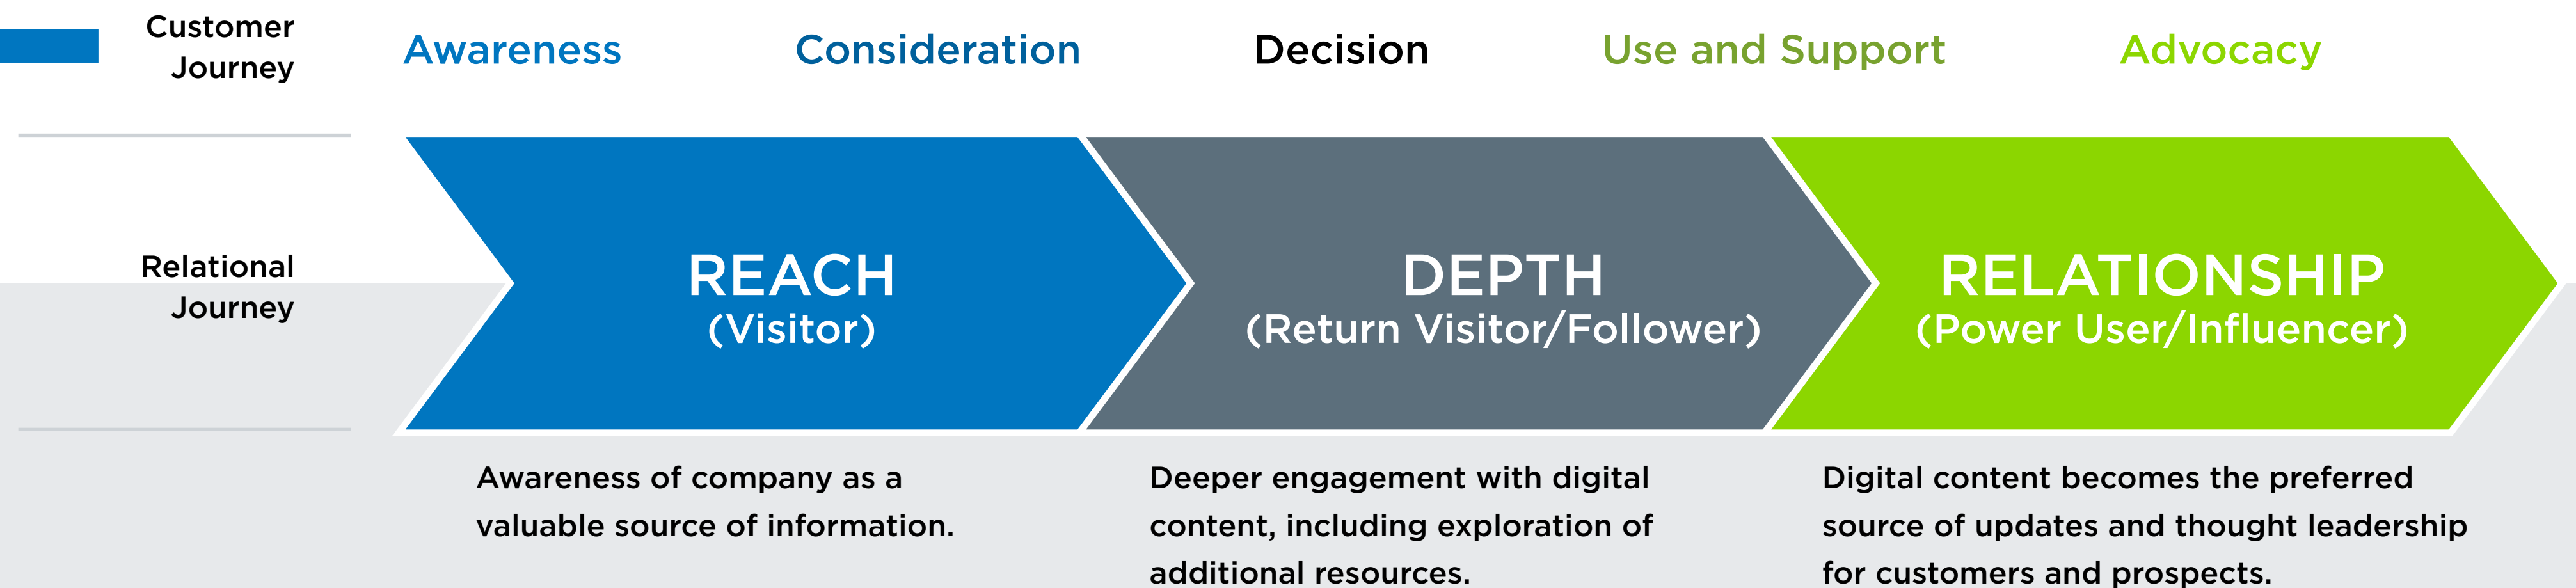 Customer
Journey
Awareness
Consideration
Decision
Use and Support
Advocacy
Relational
Journey
REACH
(Visitor)
DEPTH
(Return Visitor/Follower)
RELATIONSHIP
(Power User/Influencer)
Awareness of company as a
valuable source of information.
Deeper engagement with digital
content, including exploration of
additional resources.
Digital content becomes the preferred
source of updates and thought leadership
for customers and prospects.